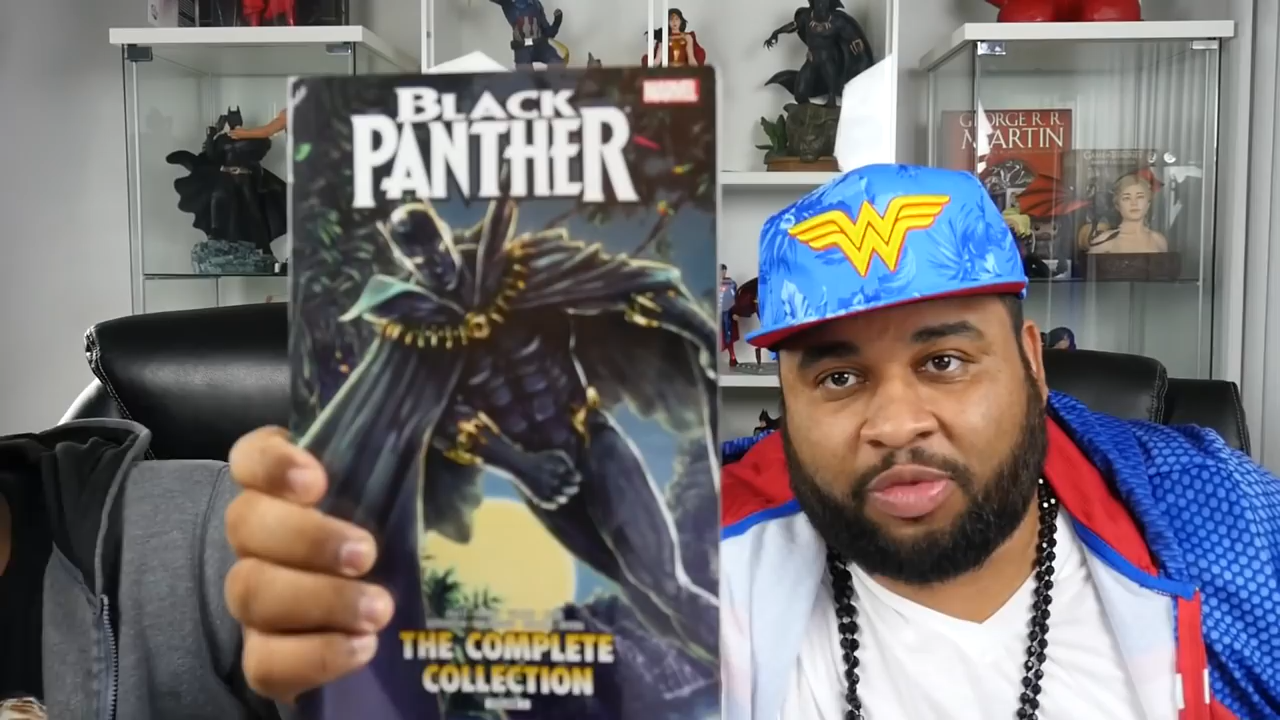 MARVEL
BLACK
PANTHER
THE COMPLETE
COLLECTION
GEORGE R. R.
MARTIN
W